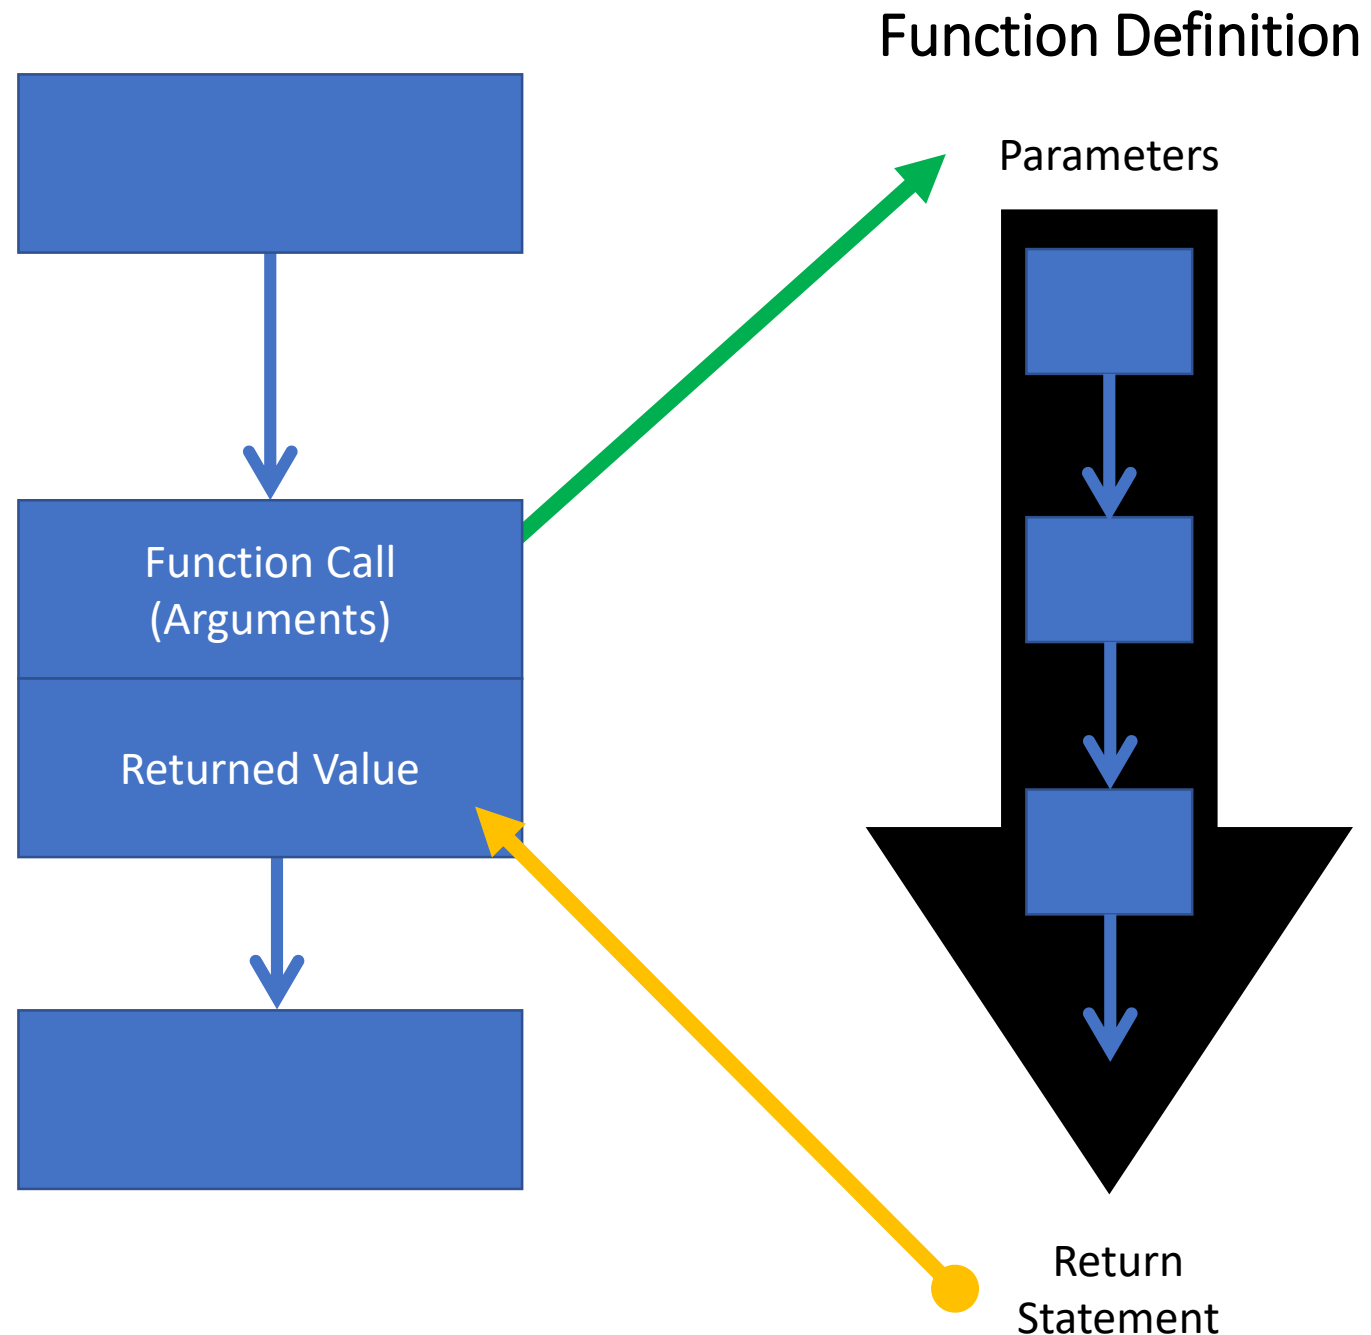 Function Definition
Parameters
Function Call
(Arguments)
Returned Value
Return
Statement